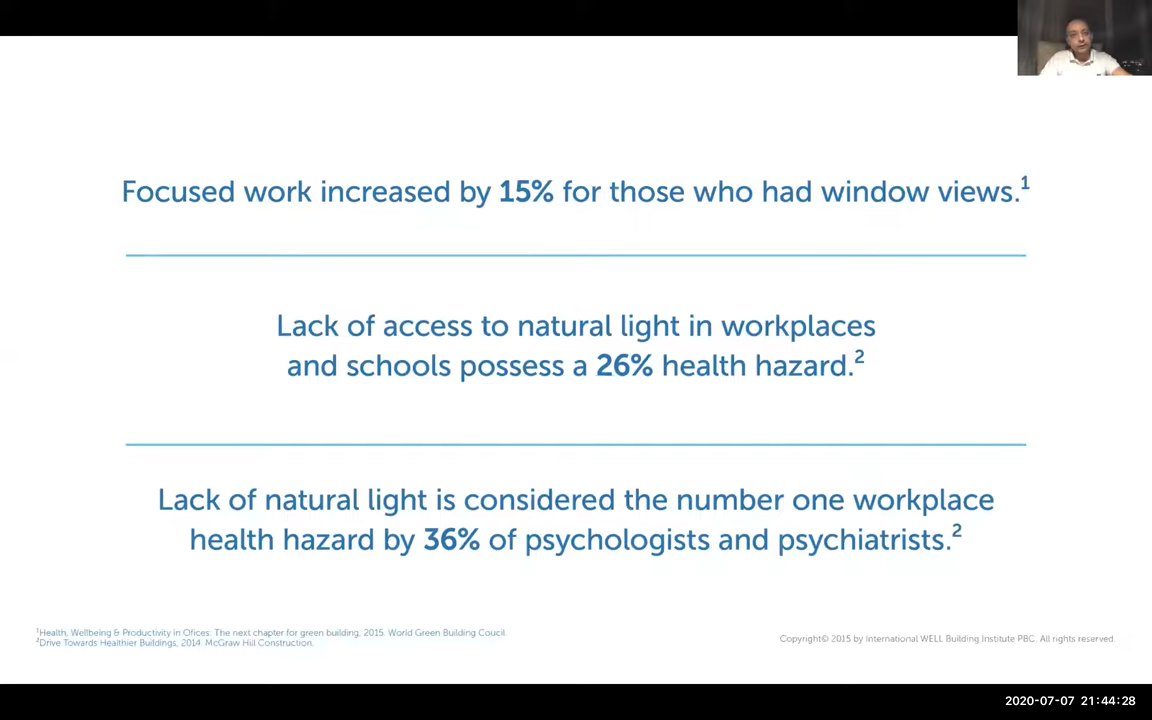 Focused work increased by 15% for those who had window views.¹
Lack of access to natural light in workplaces
and schools possess a 26% health hazard.²
Lack of natural light is considered the number one workplace
health hazard by 36% of psychologists and psychiatrists.²
¹Health, Wellbeing & Productivity in Ofices: The next chapter for green building, 2015. World Green Building Coucil.
²Drive Towards Healthier Buildings, 2014. McGraw Hill Construction.
Copyright© 2015 by International WELL Building Institute PBC. All rights reserved.
2020-07-07 21:44:28